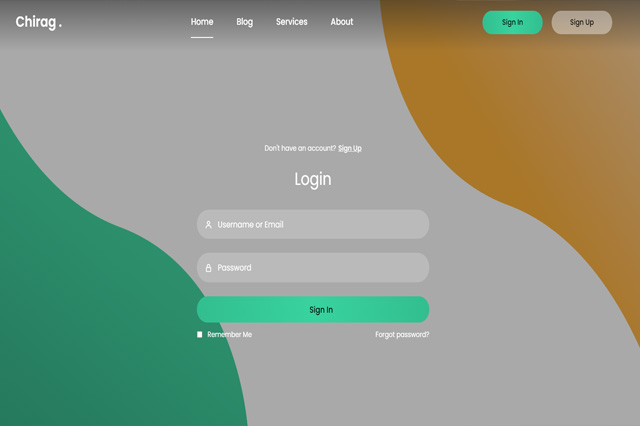 Chirag .
Home Blog Services About
Sign In Sign Up
Don't have an account? Sign Up
Login
Username or Email
Password
Sign In
Remember Me Forgot password?